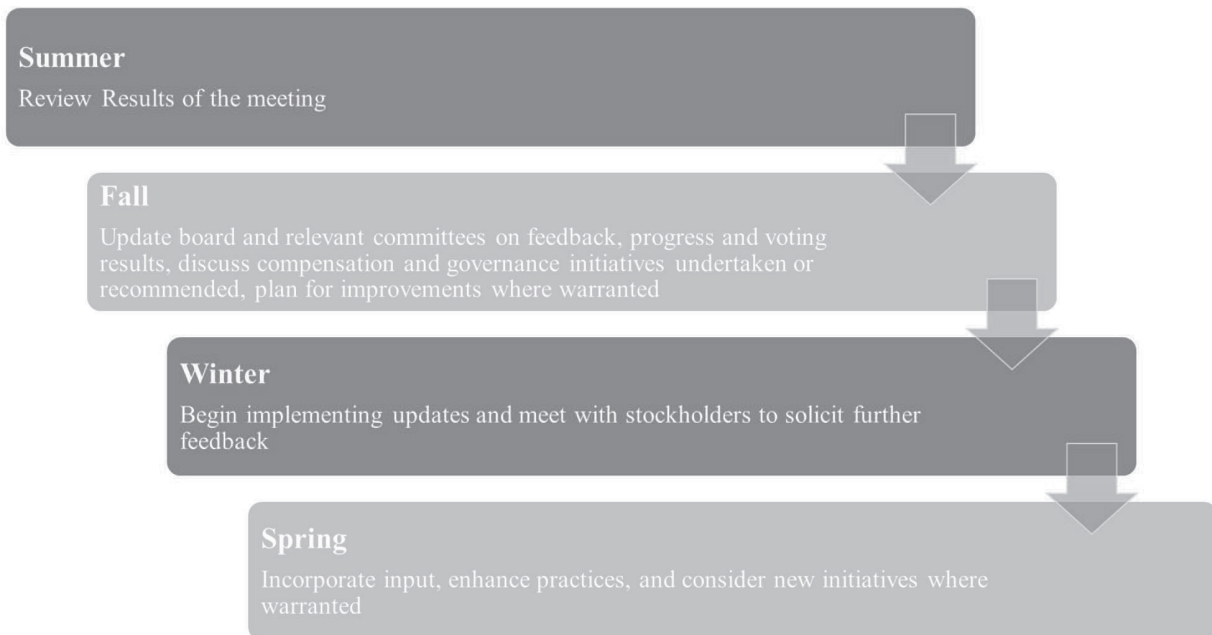 Summer
Review Results of the meeting
Fall
Update board and relevant committees on feedback, progress and voting
results, discuss compensation and governance initiatives undertaken or
recommended, plan for improvements where warranted
Winter
Begin implementing updates and meet with stockholders to solicit further
feedback
Spring
Incorporate input, enhance practices, and consider new initiatives where
warranted